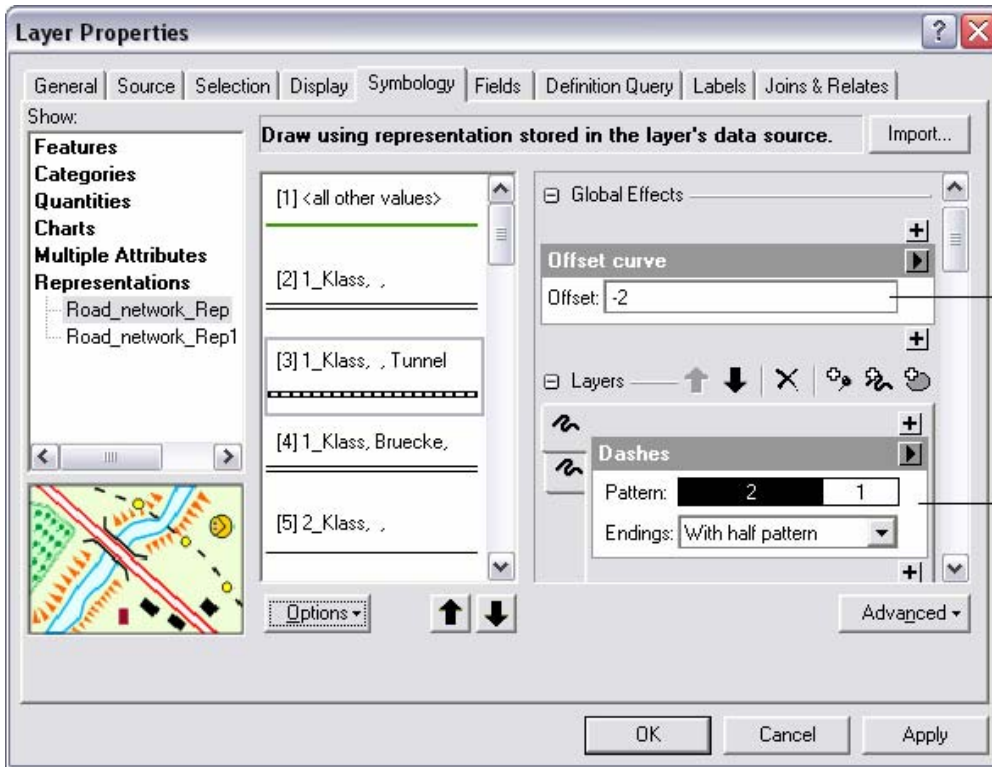 Layer Properties
General Source Selection Display Symbology Fields Definition Query Labels Joins & Relates
Show:
Features
Categories
Quantities
Charts
Multiple Attributes
Representations
Road_network_Rep
Road_network_Rep1
Draw using representation stored in the layer's data source.
Import...
[1] <all other values>
[2] 1_Klass, ,
[3] 1_Klass, , Tunnel
[4] 1_Klass, Bruecke,
[5] 2_Klass, ,
Global Effects
Offset curve
Offset: -2
Layers
Dashes
Pattern: 2 1
Endings: With half pattern
Options
Advanced
OK Cancel Apply